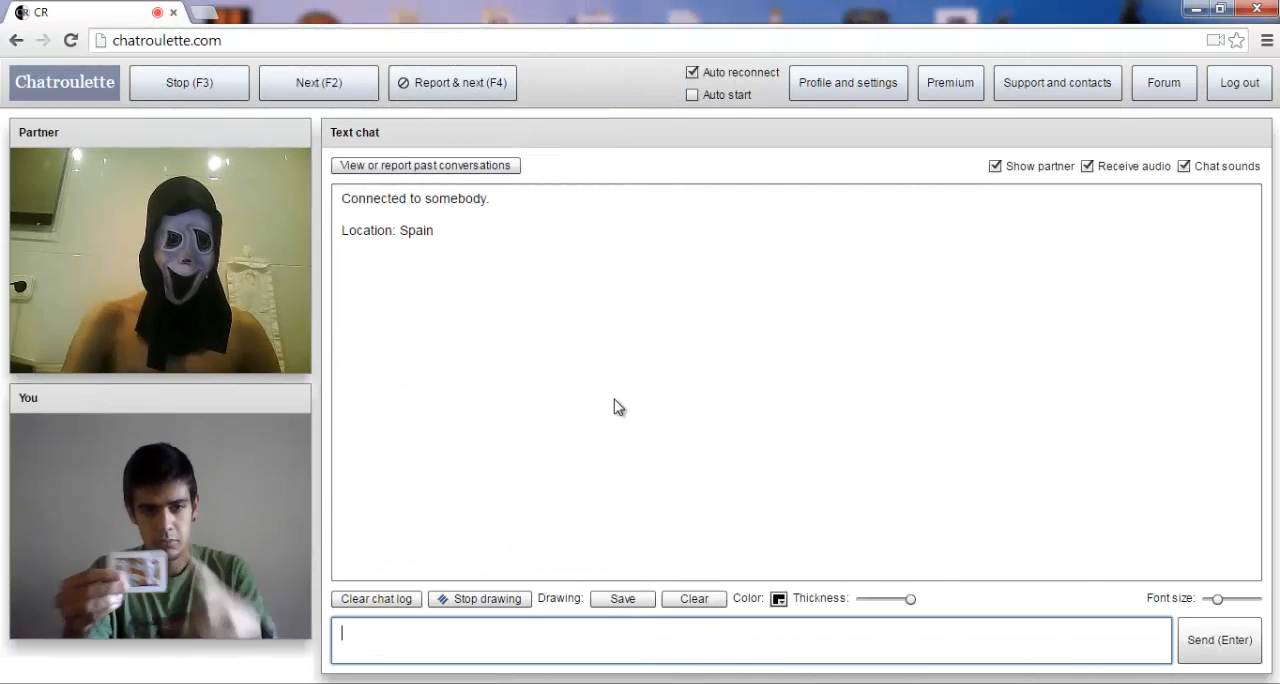 CR
chatroulette.com
Chatroulette
Stop (F3)
Next (F2)
Report & next (F4)
Auto reconnect
Auto start
Profile and settings
Premium
Support and contacts
Forum
Log out
Partner
You
Text chat
View or report past conversations
Show partner
Receive audio
Chat sounds
Connected to somebody.
Location: Spain
Clear chat log
Stop drawing
Drawing:
Save
Clear
Color:
Thickness:
Font size:
Send (Enter)